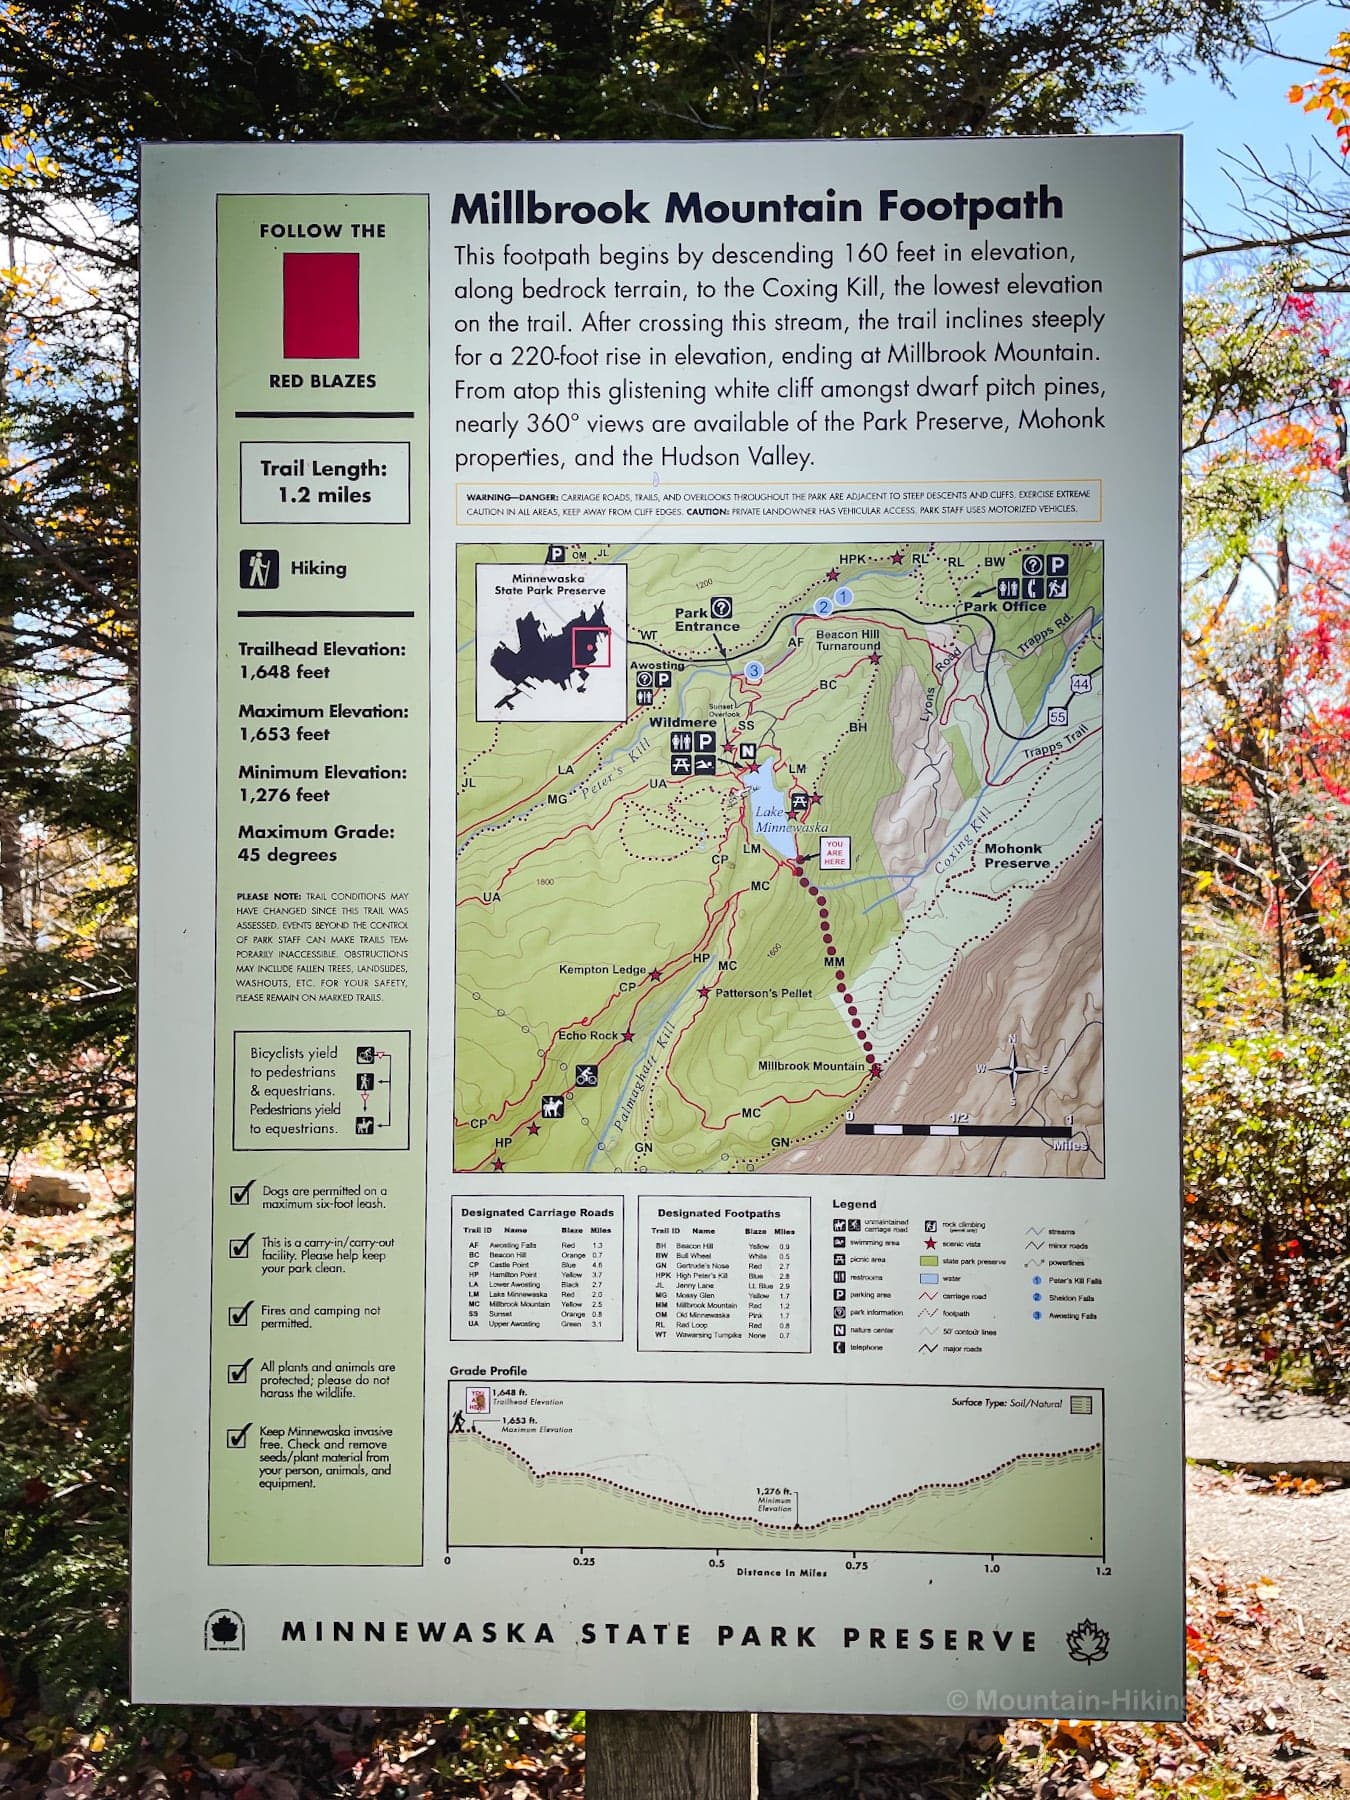 FOLLOW THE
RED BLAZES
Trail Length:
1.2 miles
Hiking
Trailhead Elevation:
1,648 feet
Maximum Elevation:
1,653 feet
Minimum Elevation:
1,276 feet
Maximum Grade:
45 degrees
PLEASE NOTE: TRAIL CONDITIONS MAY
HAVE CHANGED SINCE THIS TRAIL WAS
ASSESSED. EVENTS BEYOND THE CONTROL
OF PARK STAFF CAN MAKE TRAILS TEM-
PORARILY INACCESSIBLE. OBSTRUCTIONS
MAY INCLUDE FALLEN TREES, LANDSLIDES,
WASHOUTS, ETC. FOR YOUR SAFETY,
PLEASE REMAIN ON MARKED TRAILS.
Bicyclists yield
to pedestrians
& equestrians.
Pedestrians yield
to equestrians.
Dogs are permitted on a
maximum six-foot leash.
This is a carry-in/carry-out
facility. Please help keep
your park clean.
Fires and camping not
permitted.
All plants and animals are
protected; please do not
harass the wildlife.
Keep Minnewaska invasive
free. Check and remove
seeds/plant material from
your person, animals, and
equipment.
Millbrook Mountain Footpath
This footpath begins by descending 160 feet in elevation,
along bedrock terrain, to the Coxing Kill, the lowest elevation
on the trail. After crossing this stream, the trail inclines steeply
for a 220-foot rise in elevation, ending at Millbrook Mountain.
From atop this glistening white cliff amongst dwarf pitch pines,
nearly 360° views are available of the Park Preserve, Mohonk
properties, and the Hudson Valley.
WARNING—DANGER: CARRIAGE ROADS, TRAILS, AND OVERLOOKS THROUGHOUT THE PARK ARE ADJACENT TO STEEP DESCENTS AND CLIFFS. EXERCISE EXTREME
CAUTION IN ALL AREAS, KEEP AWAY FROM CLIFF EDGES. CAUTION: PRIVATE LANDOWNER HAS VEHICULAR ACCESS. PARK STAFF USES MOTORIZED VEHICLES.
P OM JL
HPK RL RL BW ? P
Minnewaska
State Park Preserve
1200
2 1
Park ?
Entrance
Park Office
WT
AF
Beacon Hill
Turnaround
Trapps Rd.
Awosting
? P
3
Lyons Road
BC
44
55
Sunset
Overlook
Wildmere
SS
BH
P
N
Trapps Trail
LA
Peter's Kill
LM
JL
MG
UA
Lake
Minnewaska
Coxing Kill
LM
YOU
ARE
HERE
Mohonk
Preserve
CP
MC
UA
1800
1600
HP
MC
MM
Kempton Ledge
CP
Patterson's Pellet
Echo Rock
Palmaghatt Kill
Millbrook Mountain
N
W E
S
MC
CP
HP
GN
GN
0 1/2 1
Miles
Designated Carriage Roads
Trail ID Name Blaze Miles
AF Awosting Falls Red 1.3
BC Beacon Hill Orange 0.7
CP Castle Point Blue 4.6
HP Hamilton Point Yellow 3.7
LA Lower Awosting Black 2.7
LM Lake Minnewaska Red 2.0
MC Millbrook Mountain Yellow 2.5
SS Sunset Orange 0.8
UA Upper Awosting Green 3.1
Designated Footpaths
Trail ID Name Blaze Miles
BH Beacon Hill Yellow 0.9
BW Bull Wheel White 0.5
GN Gertrude's Nose Red 2.7
HPK High Peter's Kill Blue 2.8
JL Jenny Lane Lt. Blue 2.9
MG Mossy Glen Yellow 1.7
MM Millbrook Mountain Red 1.2
OM Old Minnewaska Pink 1.7
RL Red Loop Red 0.8
WT Wawarsing Turnpike None 0.7
Legend
unmaintained
carriage road
swimming area
picnic area
restrooms
P parking area
? park information
N nature center
telephone
rock climbing
(permit only)
scenic vista
state park preserve
water
carriage road
footpath
50' contour lines
major roads
streams
minor roads
powerlines
1 Peter's Kill Falls
2 Sheldon Falls
3 Awosting Falls
Grade Profile
1,648 ft.
Trailhead Elevation
1,653 ft.
Maximum Elevation
Surface Type: Soil/Natural
1,276 ft.
Minimum
Elevation
0 0.25 0.5 0.75 1.0 1.2
Distance In Miles
MINNEWASKA STATE PARK PRESERVE
© Mountain-Hiking